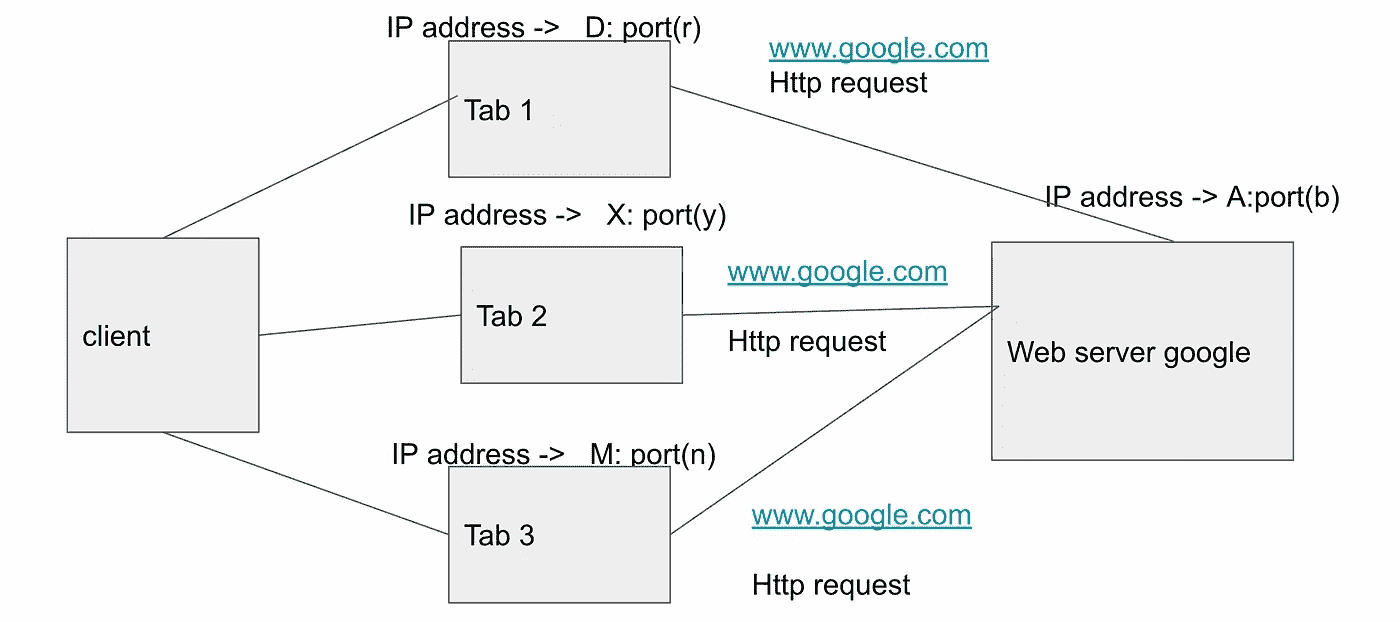 IP address -> D: port(r)
www.google.com
Http request
Tab 1
IP address -> A:port(b)
IP address -> X: port(y)
www.google.com
Tab 2
Http request
client
Web server google
IP address -> M: port(n)
www.google.com
Tab 3
Http request